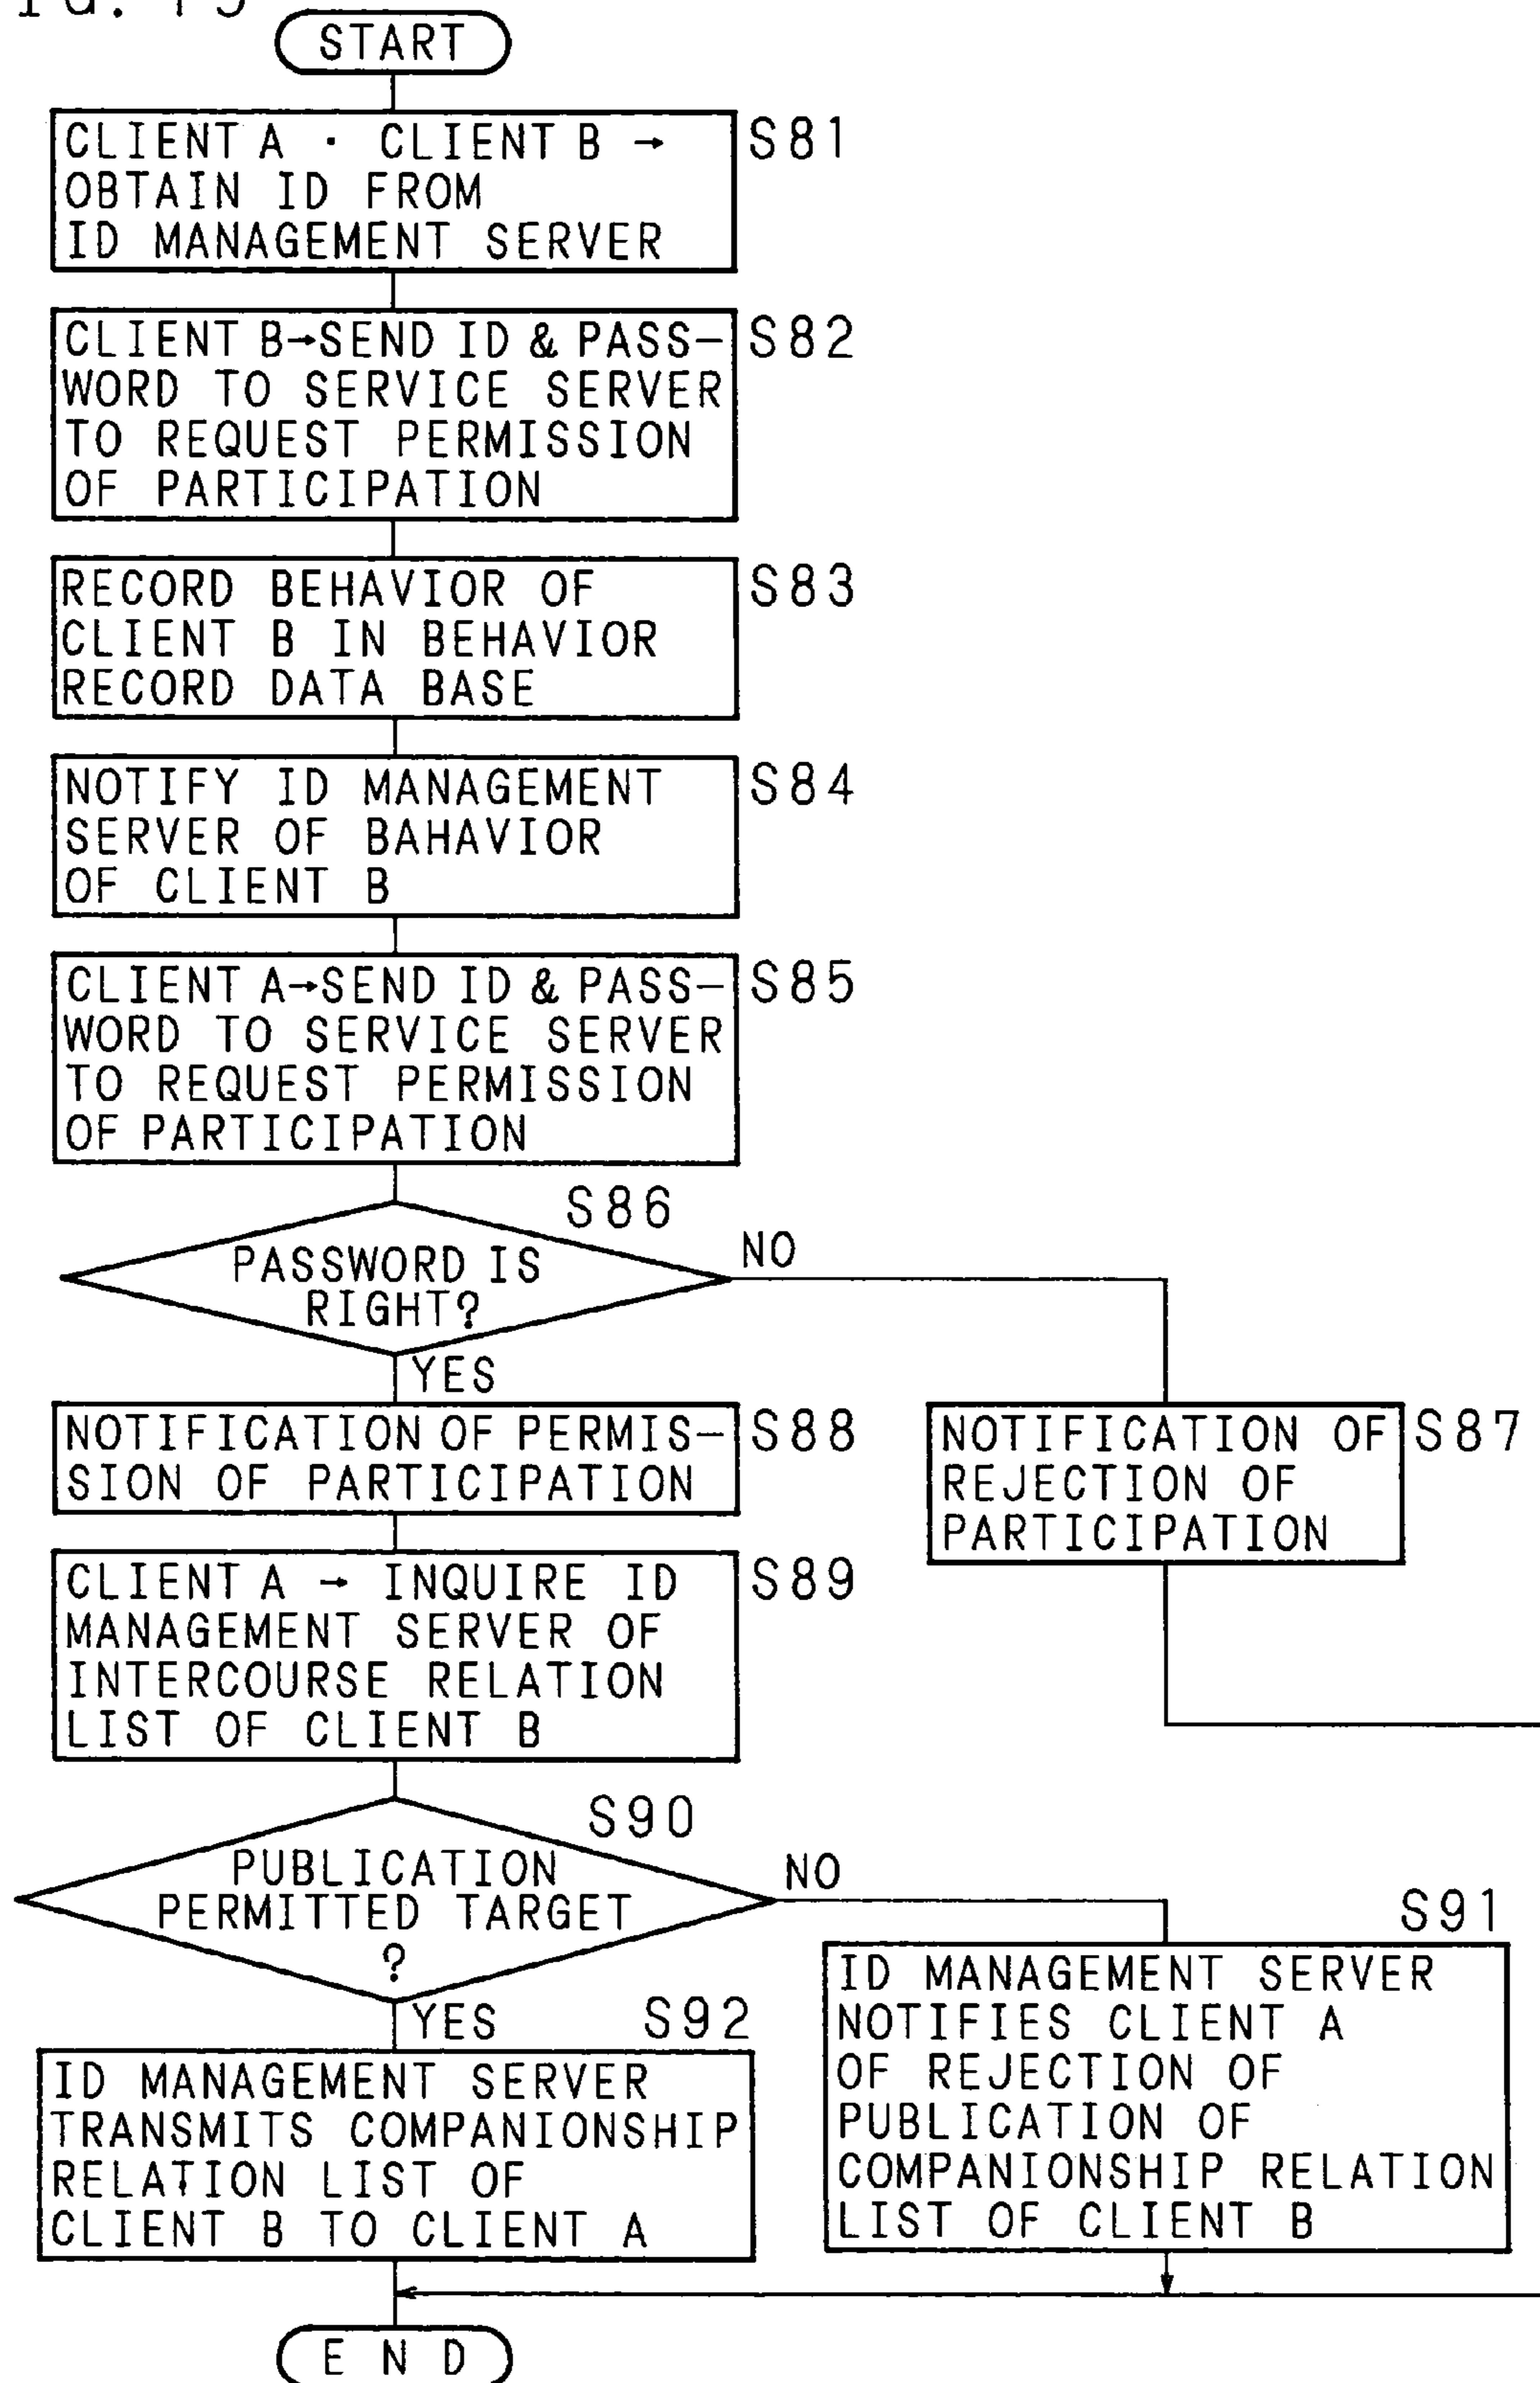 START
CLIENT A · CLIENT B →
OBTAIN ID FROM
ID MANAGEMENT SERVER
S81
CLIENT B→SEND ID & PASS-
WORD TO SERVICE SERVER
TO REQUEST PERMISSION
OF PARTICIPATION
S82
RECORD BEHAVIOR OF
CLIENT B IN BEHAVIOR
RECORD DATA BASE
S83
NOTIFY ID MANAGEMENT
SERVER OF BAHAVIOR
OF CLIENT B
S84
CLIENT A→SEND ID & PASS-
WORD TO SERVICE SERVER
TO REQUEST PERMISSION
OF PARTICIPATION
S85
S86
PASSWORD IS
RIGHT?
NO
YES
NOTIFICATION OF PERMIS-
SION OF PARTICIPATION
S88
NOTIFICATION OF
REJECTION OF
PARTICIPATION
S87
CLIENT A → INQUIRE ID
MANAGEMENT SERVER OF
INTERCOURSE RELATION
LIST OF CLIENT B
S89
S90
PUBLICATION
PERMITTED TARGET
?
NO
YES
S91
ID MANAGEMENT SERVER
NOTIFIES CLIENT A
OF REJECTION OF
PUBLICATION OF
COMPANIONSHIP RELATION
LIST OF CLIENT B
S92
ID MANAGEMENT SERVER
TRANSMITS COMPANIONSHIP
RELATION LIST OF
CLIENT B TO CLIENT A
END